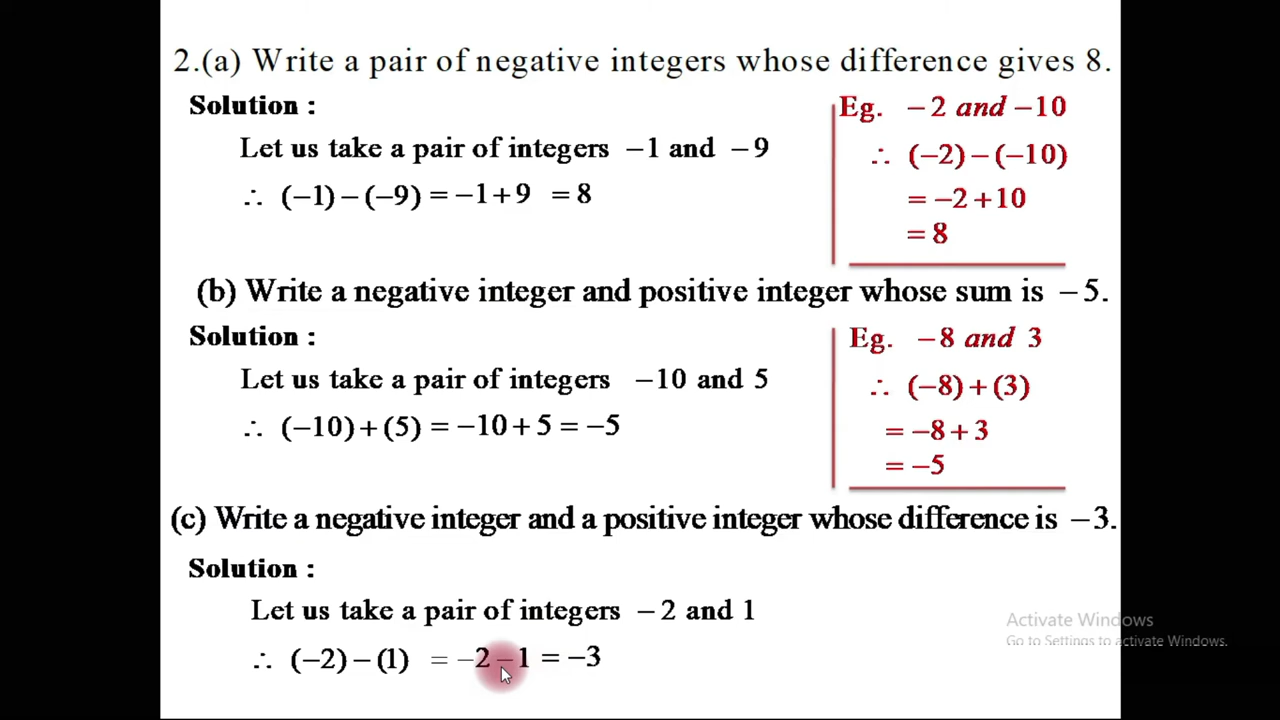 2.(a) Write a pair of negative integers whose difference gives 8.
Solution :
Let us take a pair of integers −1 and −9
∴ (−1) − (−9) = −1+9 = 8
Eg. −2 and −10
∴ (−2) − (−10)
= −2 +10
= 8
(b) Write a negative integer and positive integer whose sum is −5.
Solution :
Let us take a pair of integers −10 and 5
∴ (−10) + (5) = −10 + 5 = −5
Eg. −8 and 3
∴ (−8) + (3)
= −8 + 3
= −5
(c) Write a negative integer and a positive integer whose difference is −3.
Solution :
Let us take a pair of integers −2 and 1
∴ (−2) − (1) = −2 −1 = −3
Activate Windows
Go to Settings to activate Windows.